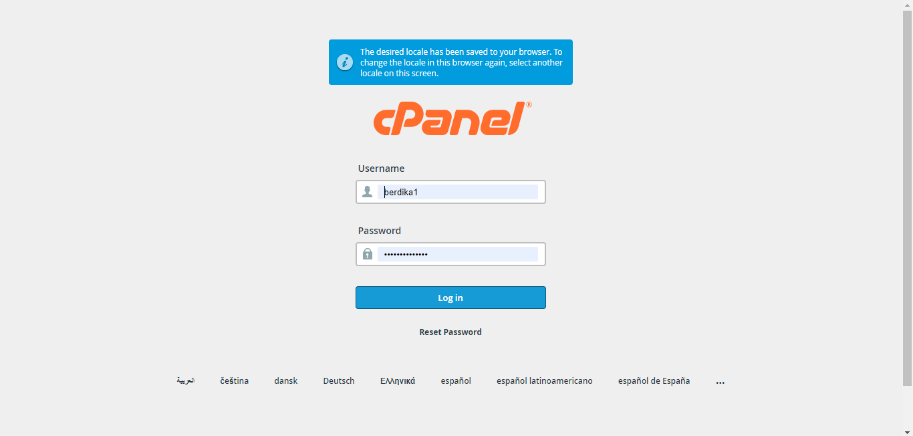 The desired locale has been saved to your browser. To
change the locale in this browser again, select another
locale on this screen.
cPanel®
Username
berdika1
Password
••••••••••••••
Log in
Reset Password
العربية čeština dansk Deutsch Ελληνικά español español latinoamericano español de España ...